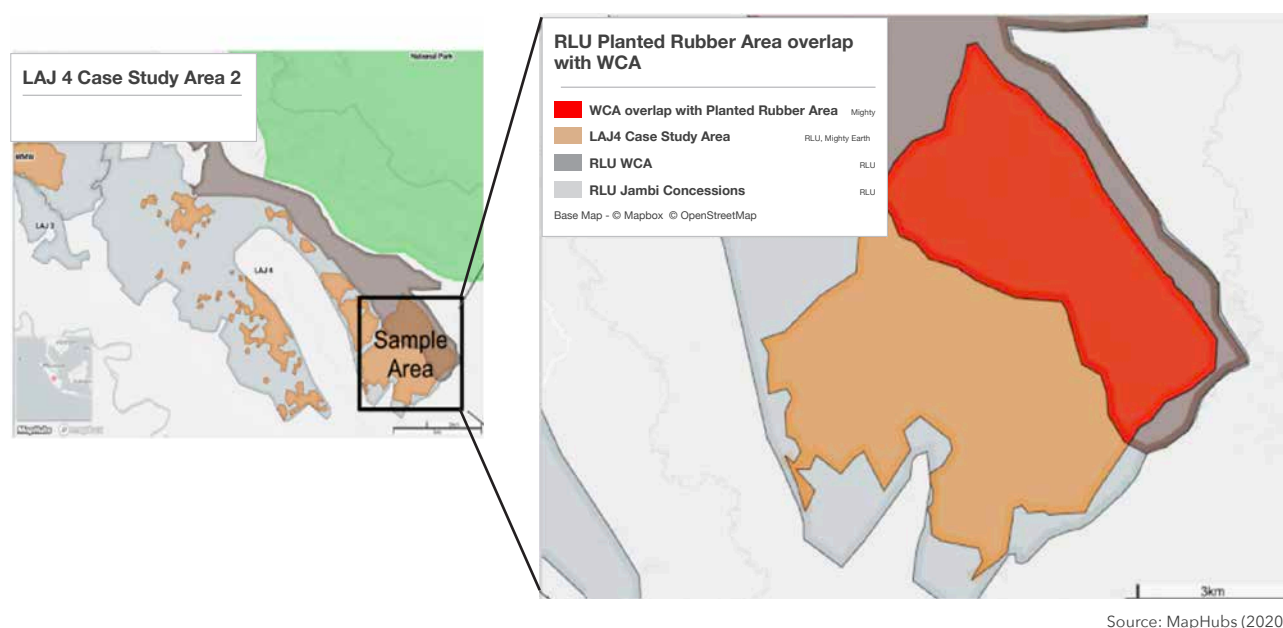 LAJ 4 Case Study Area 2
National Park
WMW
LAJ 3
LAJ 4
Sample
Area
MapHubs
RLU Planted Rubber Area overlap
with WCA
WCA overlap with Planted Rubber Area Mighty
LAJ4 Case Study Area RLU, Mighty Earth
RLU WCA RLU
RLU Jambi Concessions RLU
Base Map - © Mapbox © OpenStreetMap
3km
Source: MapHubs (2020